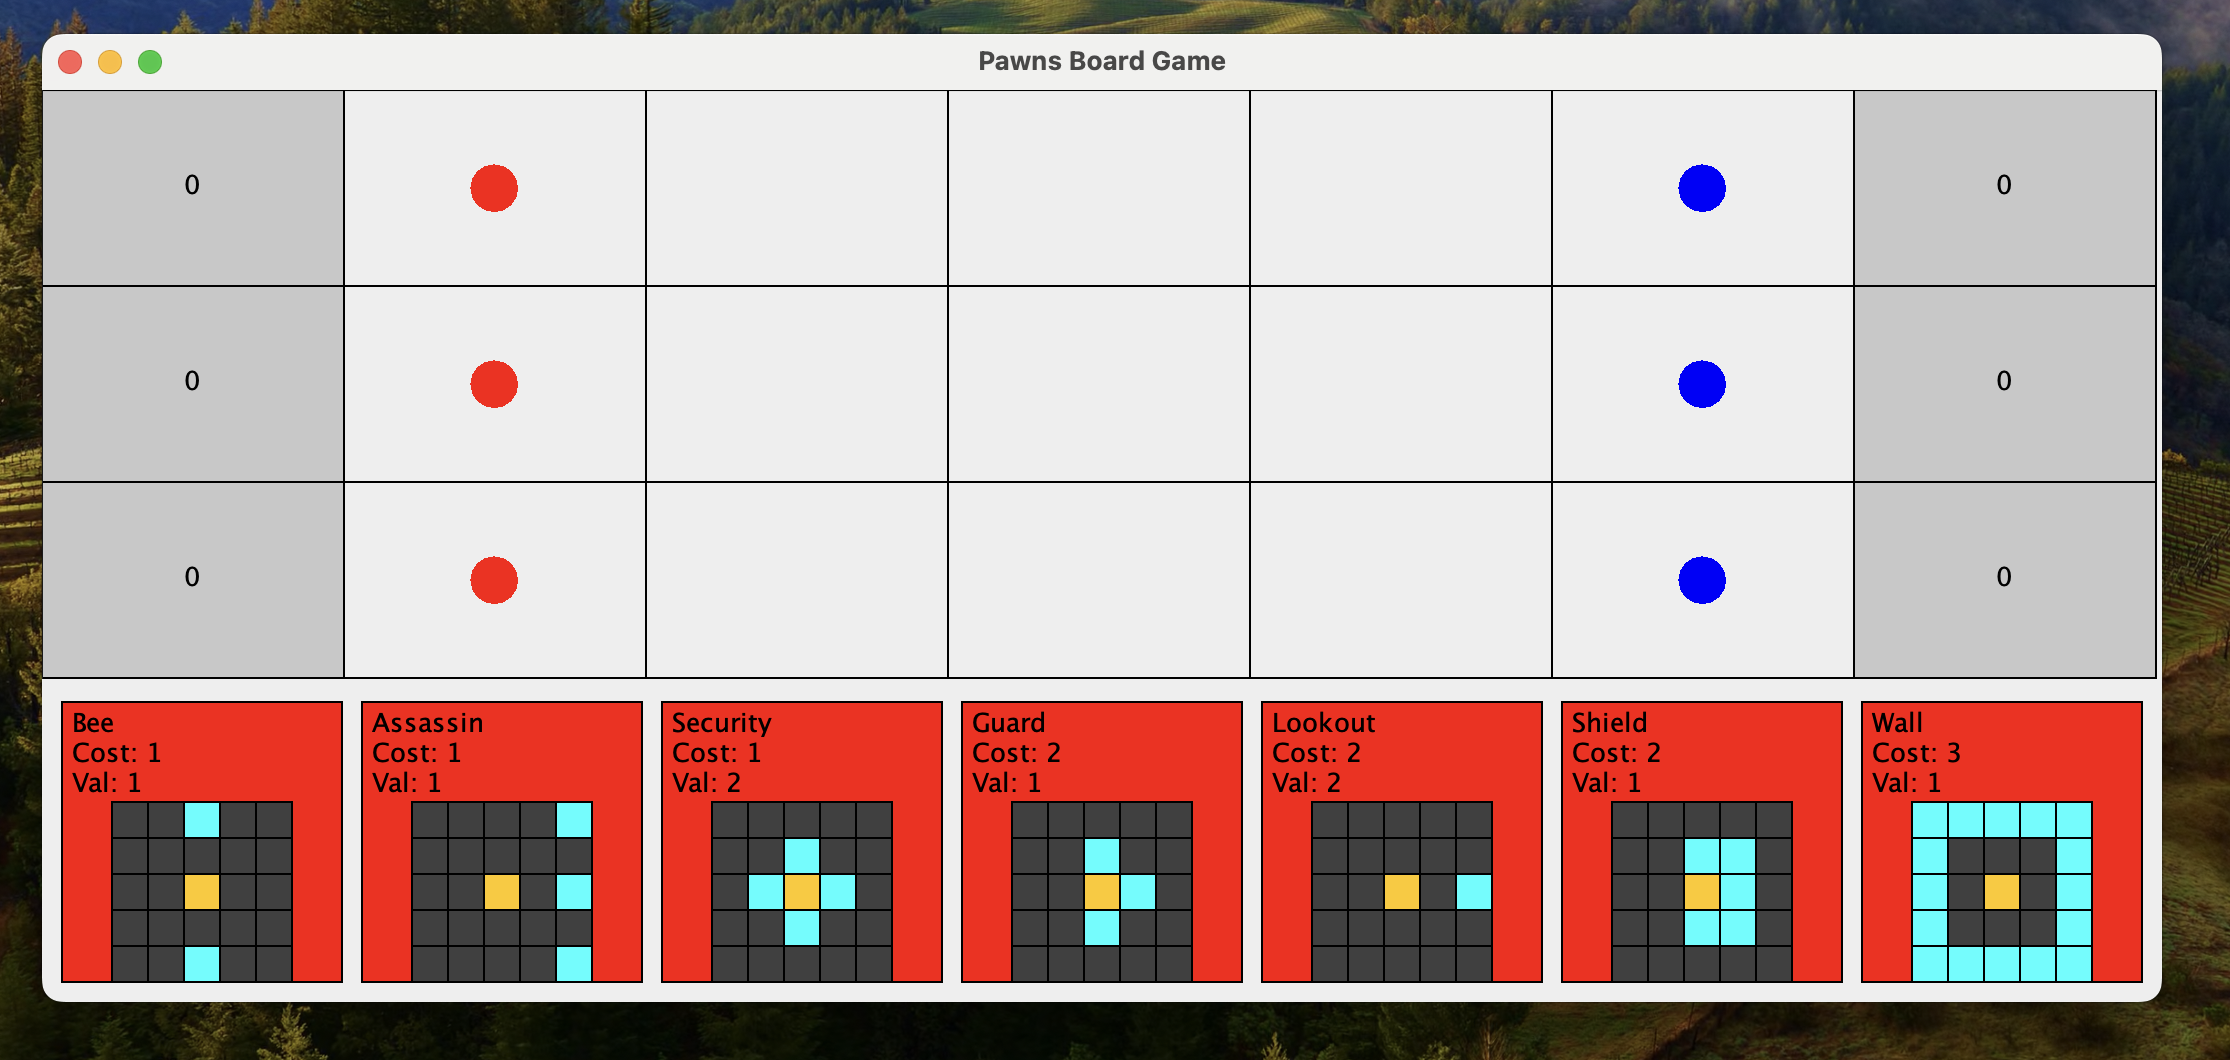 Pawns Board Game
0
0
0
0
0
0
Bee
Cost: 1
Val: 1
Assassin
Cost: 1
Val: 1
Security
Cost: 1
Val: 2
Guard
Cost: 2
Val: 1
Lookout
Cost: 2
Val: 2
Shield
Cost: 2
Val: 1
Wall
Cost: 3
Val: 1